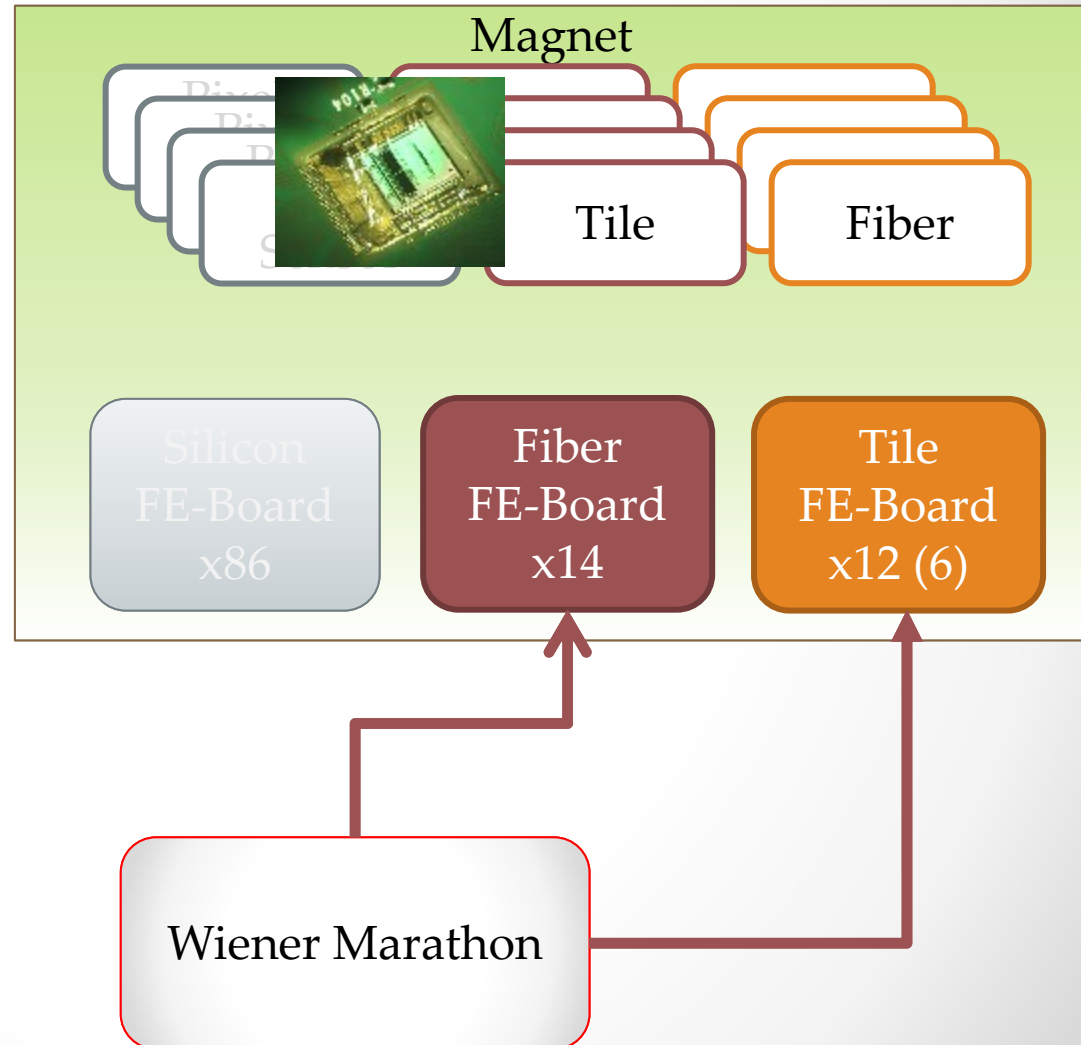 Magnet
Tile
Fiber
Silicon
FE-Board
x86
Fiber
FE-Board
x14
Tile
FE-Board
x12 (6)
Wiener Marathon